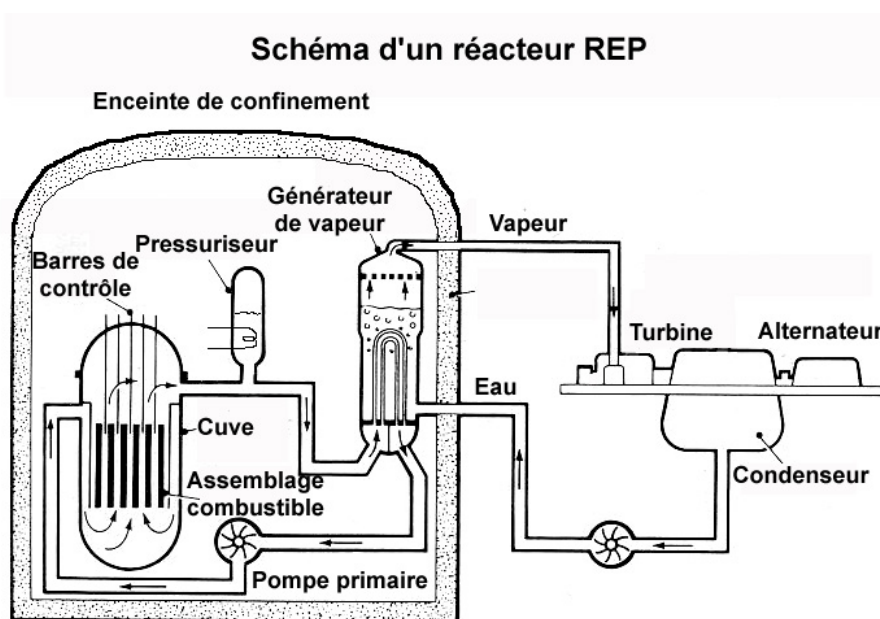 Schéma d'un réacteur REP
Enceinte de confinement
Générateur
de vapeur
Vapeur
Pressuriseur
Barres de
contrôle
Turbine
Alternateur
Eau
Cuve
Assemblage
combustible
Condenseur
Pompe primaire